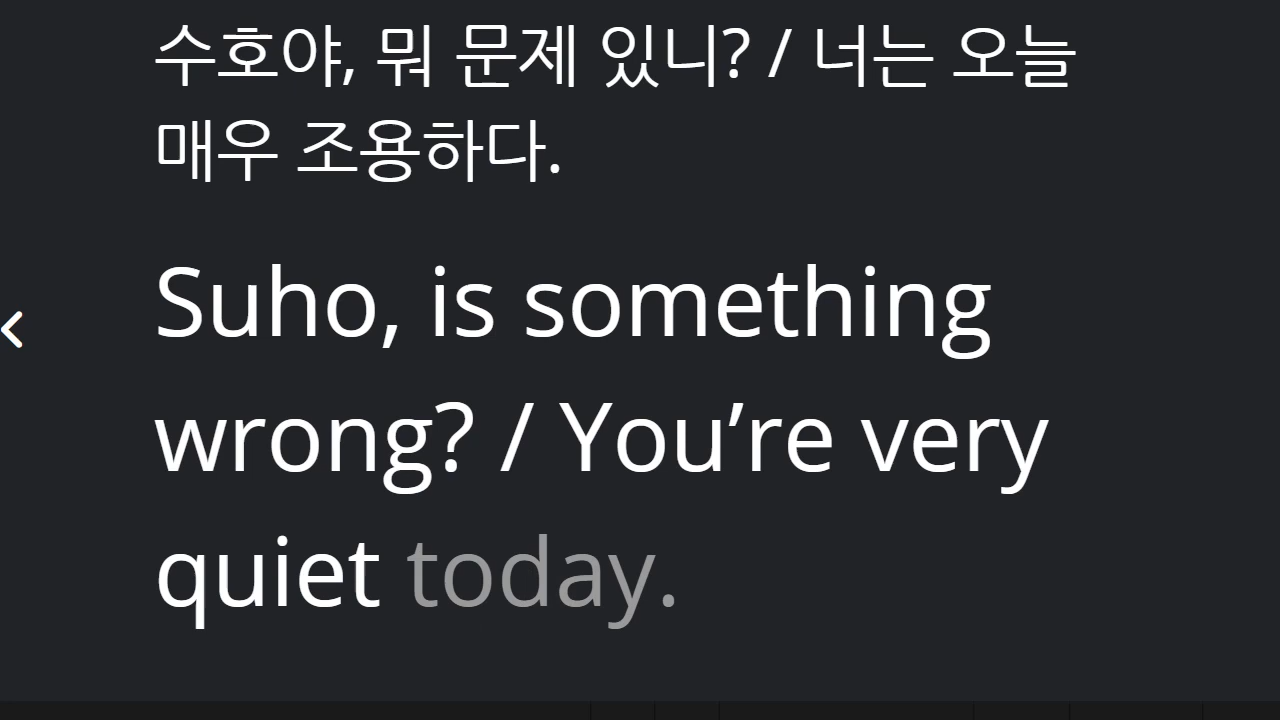 수호야, 뭐 문제 있니? / 너는 오늘
매우 조용하다.
Suho, is something
wrong? / You’re very
quiet today.